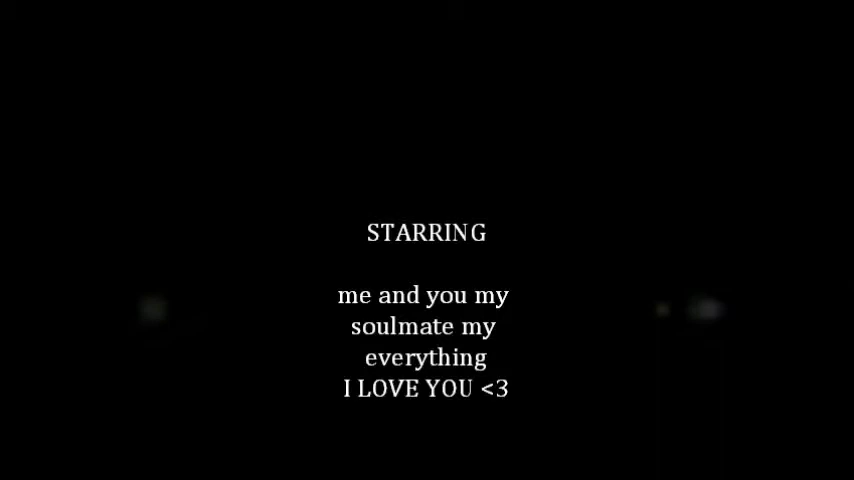 STARRING
me and you my
soulmate my
everything
I LOVE YOU <3